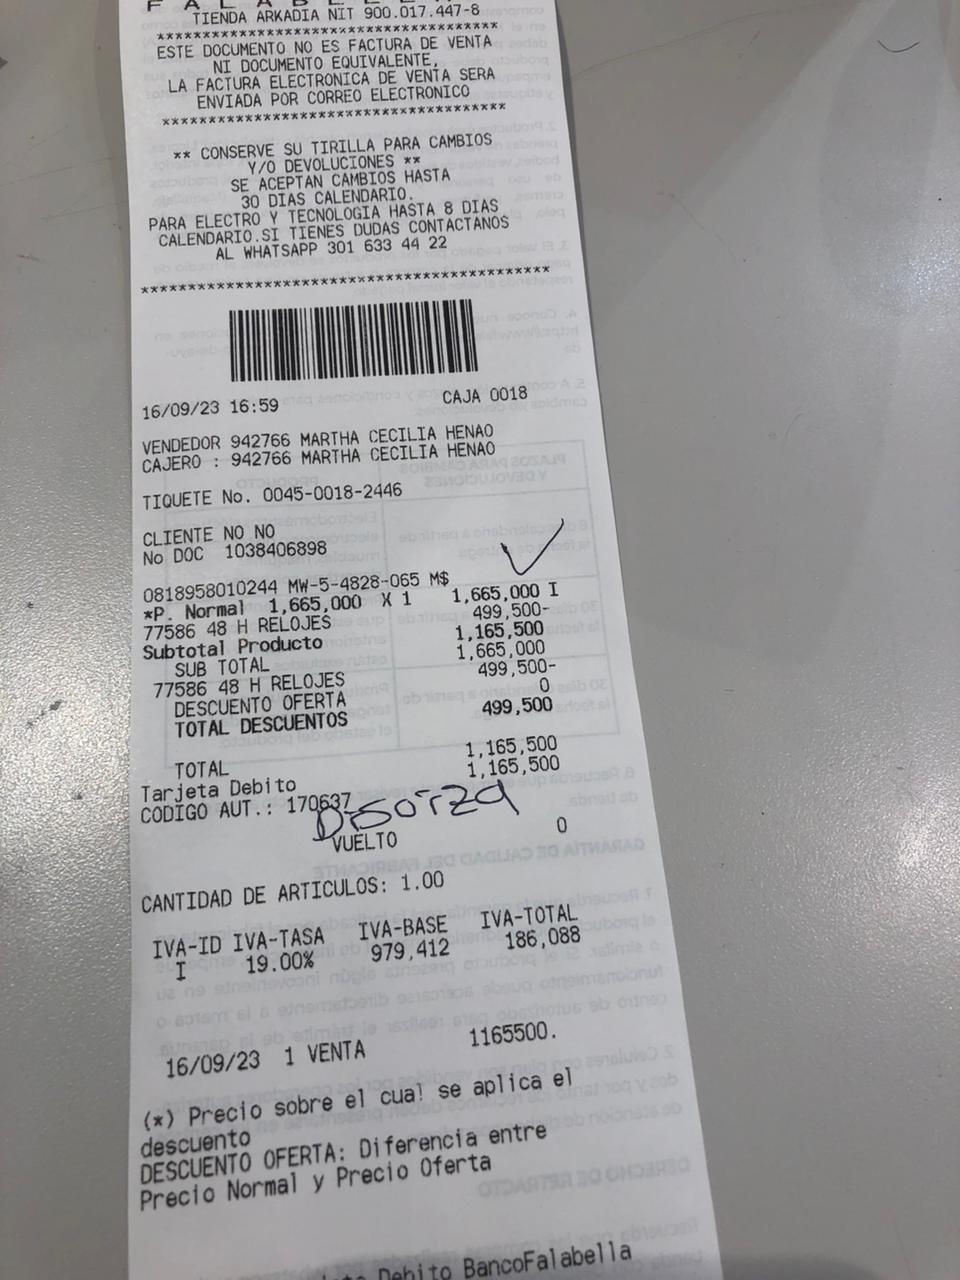 FALABELLA
TIENDA ARKADIA NIT 900.017.447-8
****************************************
ESTE DOCUMENTO NO ES FACTURA DE VENTA
NI DOCUMENTO EQUIVALENTE,
LA FACTURA ELECTRONICA DE VENTA SERA
ENVIADA POR CORREO ELECTRONICO
****************************************
** CONSERVE SU TIRILLA PARA CAMBIOS
Y/O DEVOLUCIONES **
SE ACEPTAN CAMBIOS HASTA
30 DIAS CALENDARIO.
PARA ELECTRO Y TECNOLOGIA HASTA 8 DIAS
CALENDARIO.SI TIENES DUDAS CONTACTANOS
AL WHATSAPP 301 633 44 22
************************************************
16/09/23 16:59 CAJA 0018
VENDEDOR 942766 MARTHA CECILIA HENAO
CAJERO : 942766 MARTHA CECILIA HENAO
TIQUETE No. 0045-0018-2446
CLIENTE NO NO
No DOC 1038406898
0818958010244 MW-5-4828-065 M$
*P. Normal 1,665,000 X 1 1,665,000 I
77586 48 H RELOJES 499,500-
Subtotal Producto 1,165,500
SUB TOTAL 1,665,000
77586 48 H RELOJES 499,500-
DESCUENTO OFERTA 0
TOTAL DESCUENTOS 499,500
TOTAL 1,165,500
Tarjeta Debito 1,165,500
CODIGO AUT.: 170637
VUELTO 0
CANTIDAD DE ARTICULOS: 1.00
IVA-ID IVA-TASA IVA-BASE IVA-TOTAL
I 19.00% 979,412 186,088
16/09/23 1 VENTA 1165500.
(*) Precio sobre el cual se aplica el
descuento
DESCUENTO OFERTA: Diferencia entre
Precio Normal y Precio Oferta
Debito BancoFalabella